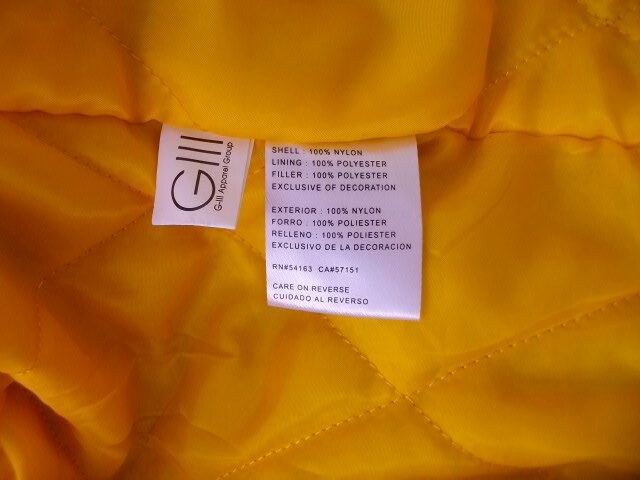 GIII
G-III Apparel Group
SHELL : 100% NYLON
LINING : 100% POLYESTER
FILLER : 100% POLYESTER
EXCLUSIVE OF DECORATION
EXTERIOR : 100% NYLON
FORRO : 100% POLIESTER
RELLENO : 100% POLIESTER
EXCLUSIVO DE LA DECORACION
RN#54163 CA#57151
CARE ON REVERSE
CUIDADO AL REVERSO